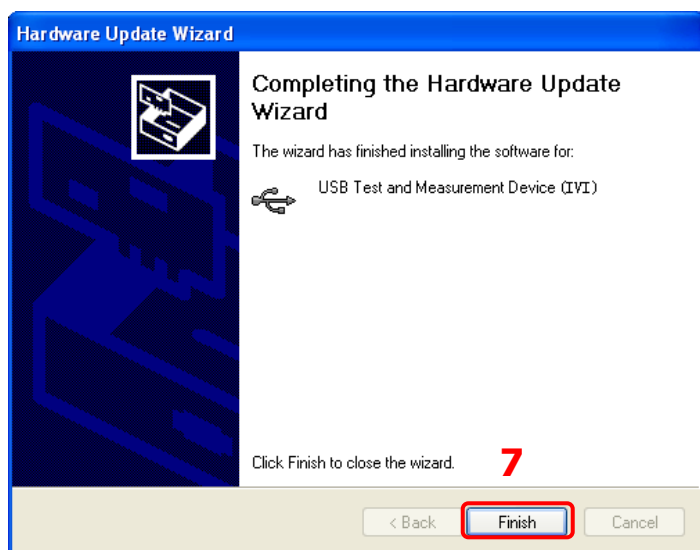 Hardware Update Wizard
Completing the Hardware Update
Wizard
The wizard has finished installing the software for:
USB Test and Measurement Device (IVI)
Click Finish to close the wizard.
7
< Back
Finish
Cancel